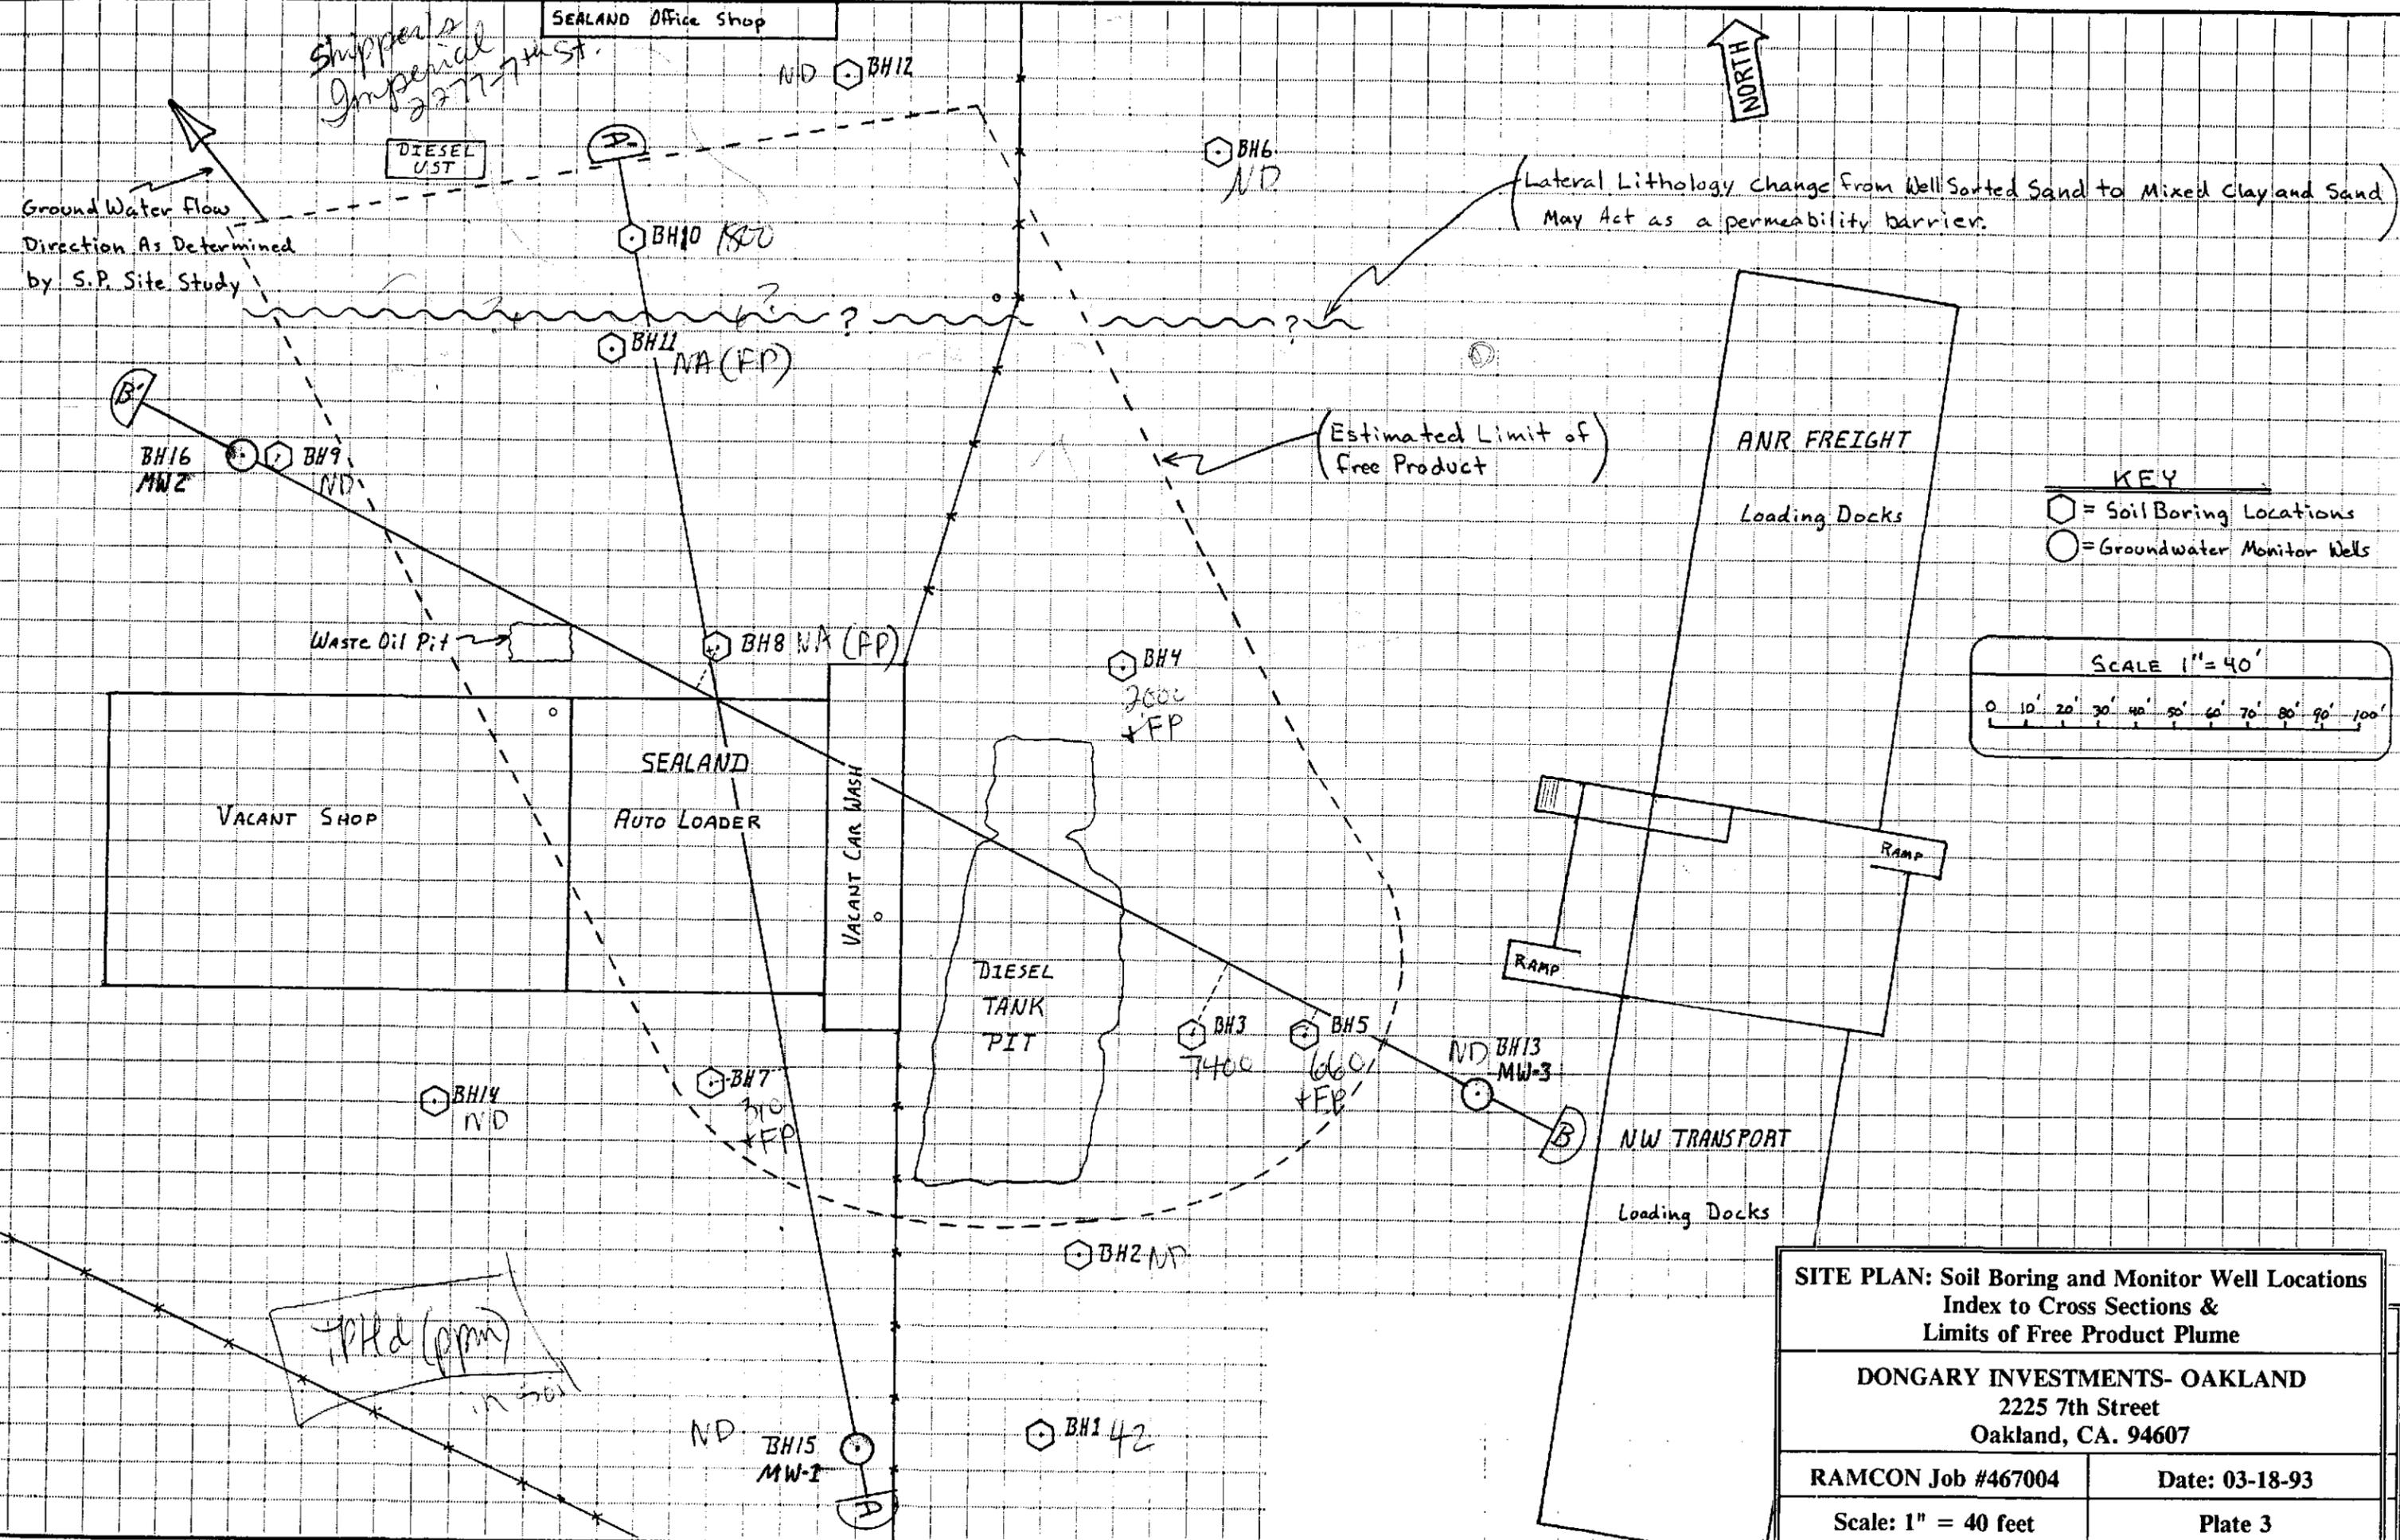 SEALAND Office Shop
Shipper's
Imperial
2277-7th St.
ND BH12
NORTH
DIESEL
UST
BH6
ND
(Lateral Lithology Change from Well Sorted Sand to Mixed Clay and Sand)
May Act as a permeability barrier.
Ground Water Flow
Direction As Determined
by S.P. Site Study
BH10
?
?
?
BH11
NA (FP)
B'
BH16
MW2
BH9
ND
(Estimated Limit of)
(free Product
ANR FREIGHT
Loading Docks
KEY
= Soil Boring Locations
= Groundwater Monitor Wells
Waste Oil Pit
BH8 NA (FP)
BH4
2000
+ FP
SCALE 1"=40'
0 10' 20' 30' 40' 50' 60' 70' 80' 90' 100'
VACANT SHOP
SEALAND
AUTO LOADER
VACANT CAR WASH
RAMP
RAMP
DIESEL
TANK
PIT
BH3
7400
BH5
660
+FP
ND BH13
MW-3
B
BH14
ND
BH7
310
+FP
NW TRANSPORT
Loading Docks
BH2 ND
TPHd (ppm)
in soil
ND BH15
MW-1
BH1 42
SITE PLAN: Soil Boring and Monitor Well Locations
Index to Cross Sections &
Limits of Free Product Plume
DONGARY INVESTMENTS- OAKLAND
2225 7th Street
Oakland, CA. 94607
RAMCON Job #467004
Date: 03-18-93
Scale: 1" = 40 feet
Plate 3